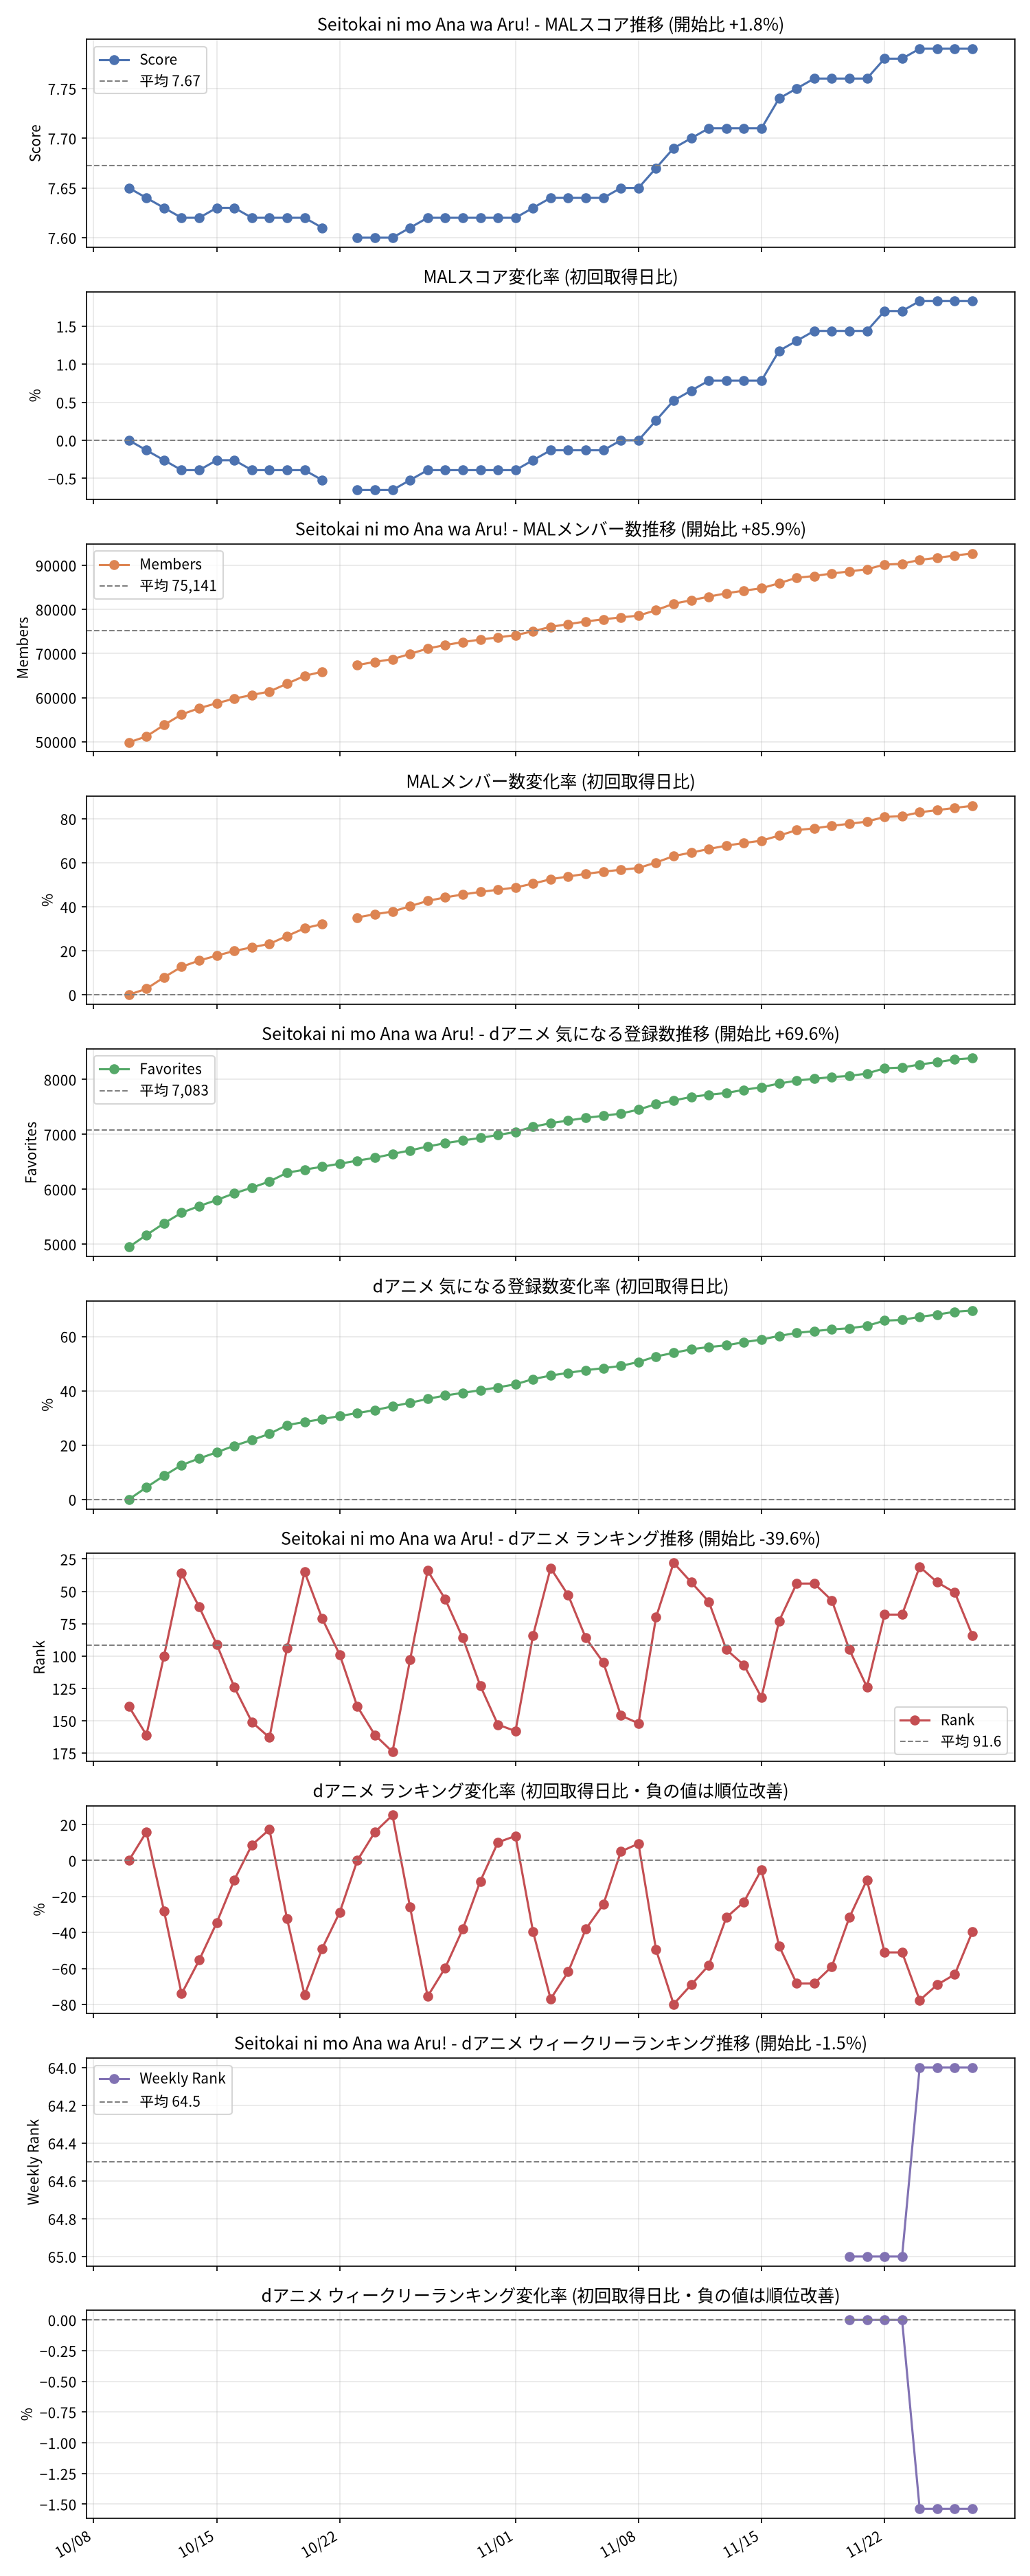 Seitokai ni mo Ana wa Aru! - MALスコア推移 (開始比 +1.8%)
Score
平均 7.67
Score
7.75
7.70
7.65
7.60
MALスコア変化率 (初回取得日比)
%
1.5
1.0
0.5
0.0
−0.5
Seitokai ni mo Ana wa Aru! - MALメンバー数推移 (開始比 +85.9%)
Members
平均 75,141
Members
90000
80000
70000
60000
50000
MALメンバー数変化率 (初回取得日比)
%
80
60
40
20
0
Seitokai ni mo Ana wa Aru! - dアニメ 気になる登録数推移 (開始比 +69.6%)
Favorites
平均 7,083
Favorites
8000
7000
6000
5000
dアニメ 気になる登録数変化率 (初回取得日比)
%
60
40
20
0
Seitokai ni mo Ana wa Aru! - dアニメ ランキング推移 (開始比 -39.6%)
Rank
25
50
75
100
125
150
175
Rank
平均 91.6
dアニメ ランキング変化率 (初回取得日比・負の値は順位改善)
%
20
0
−20
−40
−60
−80
Seitokai ni mo Ana wa Aru! - dアニメ ウィークリーランキング推移 (開始比 -1.5%)
Weekly Rank
平均 64.5
Weekly Rank
64.0
64.2
64.4
64.6
64.8
65.0
dアニメ ウィークリーランキング変化率 (初回取得日比・負の値は順位改善)
%
0.00
−0.25
−0.50
−0.75
−1.00
−1.25
−1.50
10/08
10/15
10/22
11/01
11/08
11/15
11/22